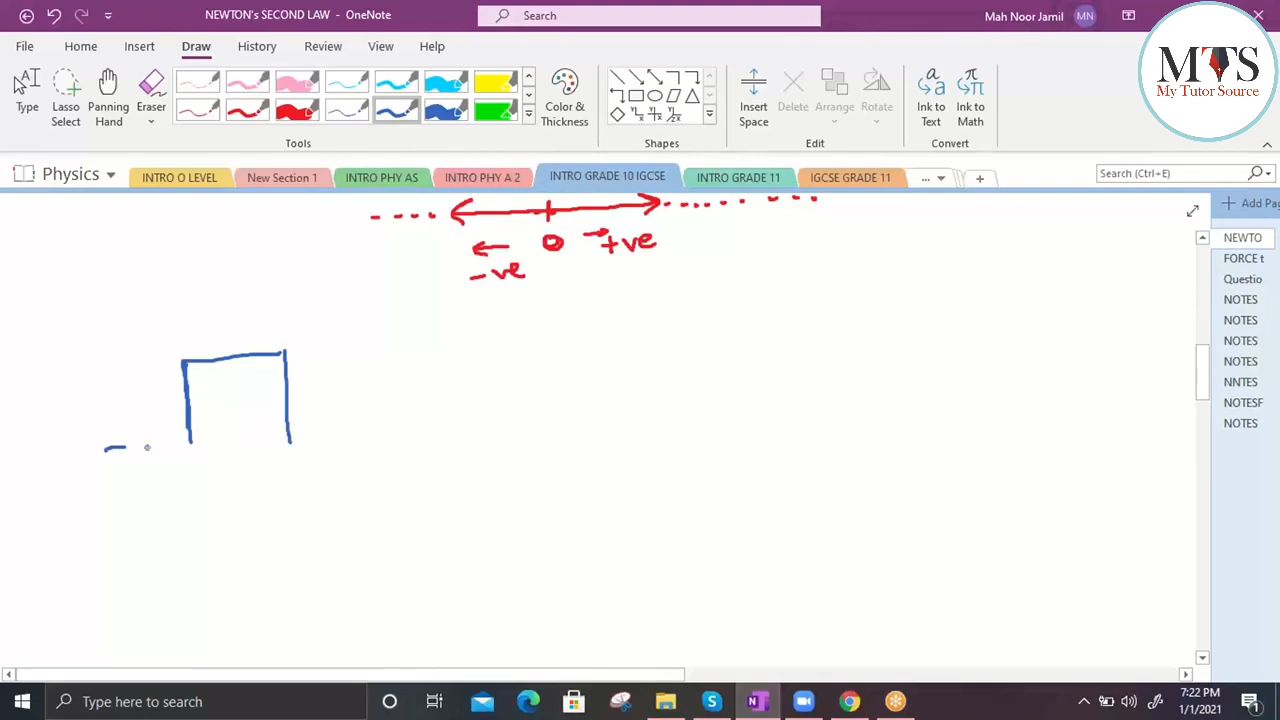 NEWTON's SECOND LAW - OneNote
Search
Mah Noor Jamil MN
MTS
My Tutor Source
File Home Insert Draw History Review View Help
Type Lasso Select Panning Hand Eraser
Color & Thickness
Insert Space Delete Arrange Rotate
Ink to Text Ink to Math
Tools Shapes Edit Convert
Physics INTRO O LEVEL New Section 1 INTRO PHY AS INTRO PHY A 2 INTRO GRADE 10 IGCSE INTRO GRADE 11 IGCSE GRADE 11 ... +
Search (Ctrl+E)
+ Add Pag
NEWTO
FORCE t
Questio
NOTES
NOTES
NOTES
NOTES
NNTES
NOTESF
NOTES
0 +ve
-ve
Type here to search
7:22 PM
1/1/2021
1